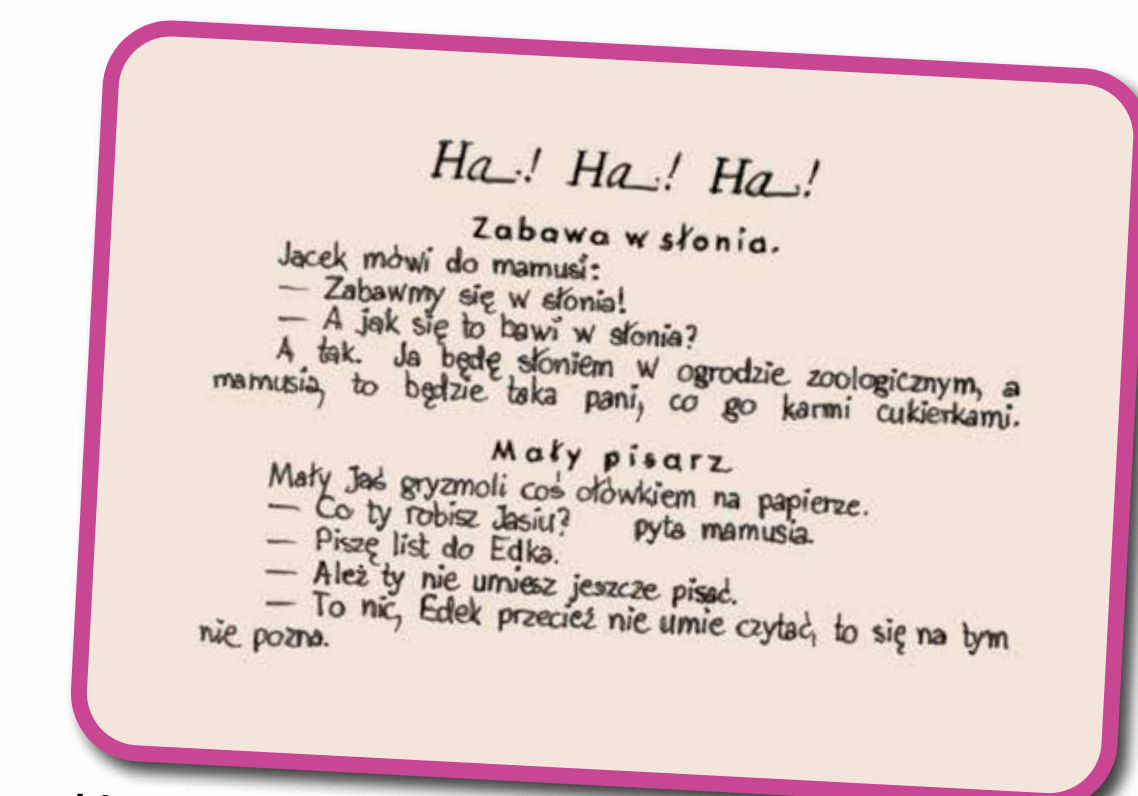 Ha..! Ha..! Ha..!
Zabawa w słonia.
Jacek mówi do mamusi:
— Zabawmy się w słonia!
— A jak się to bawi w słonia?
A tak. Ja będę słoniem w ogrodzie zoologicznym, a
mamusia, to będzie taka pani, co go karmi cukierkami.
Mały pisarz
Mały Jaś gryzmoli coś ołówkiem na papierze.
— Co ty robisz Jasiu? pyta mamusia.
— Piszę list do Edka.
— Ależ ty nie umiesz jeszcze pisać.
— To nic, Edek przecież nie umie czytać, to się na tym
nie pozna.